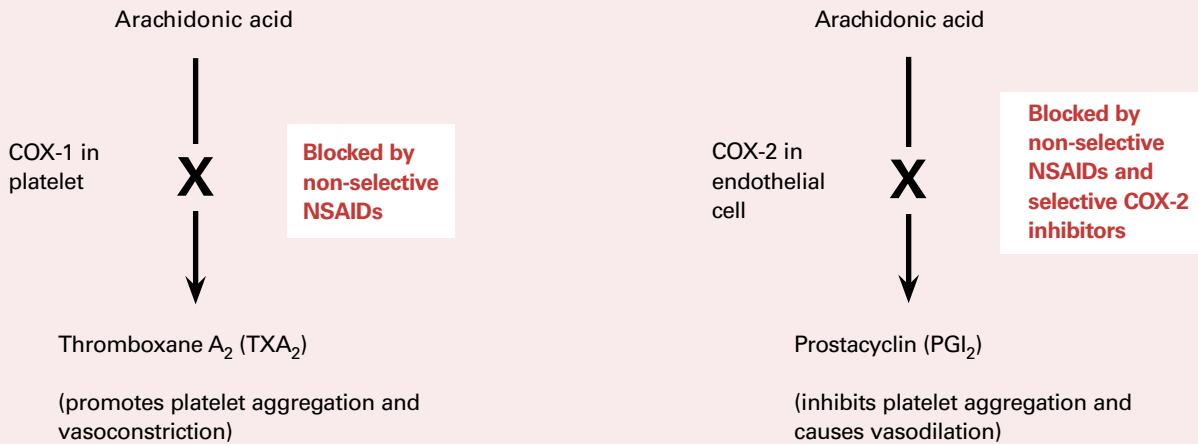 Arachidonic acid
COX-1 in
platelet
X
Blocked by
non-selective
NSAIDs
Thromboxane A₂ (TXA₂)
(promotes platelet aggregation and
vasoconstriction)
Arachidonic acid
COX-2 in
endothelial
cell
X
Blocked by
non-selective
NSAIDs and
selective COX-2
inhibitors
Prostacyclin (PGI₂)
(inhibits platelet aggregation and
causes vasodilation)